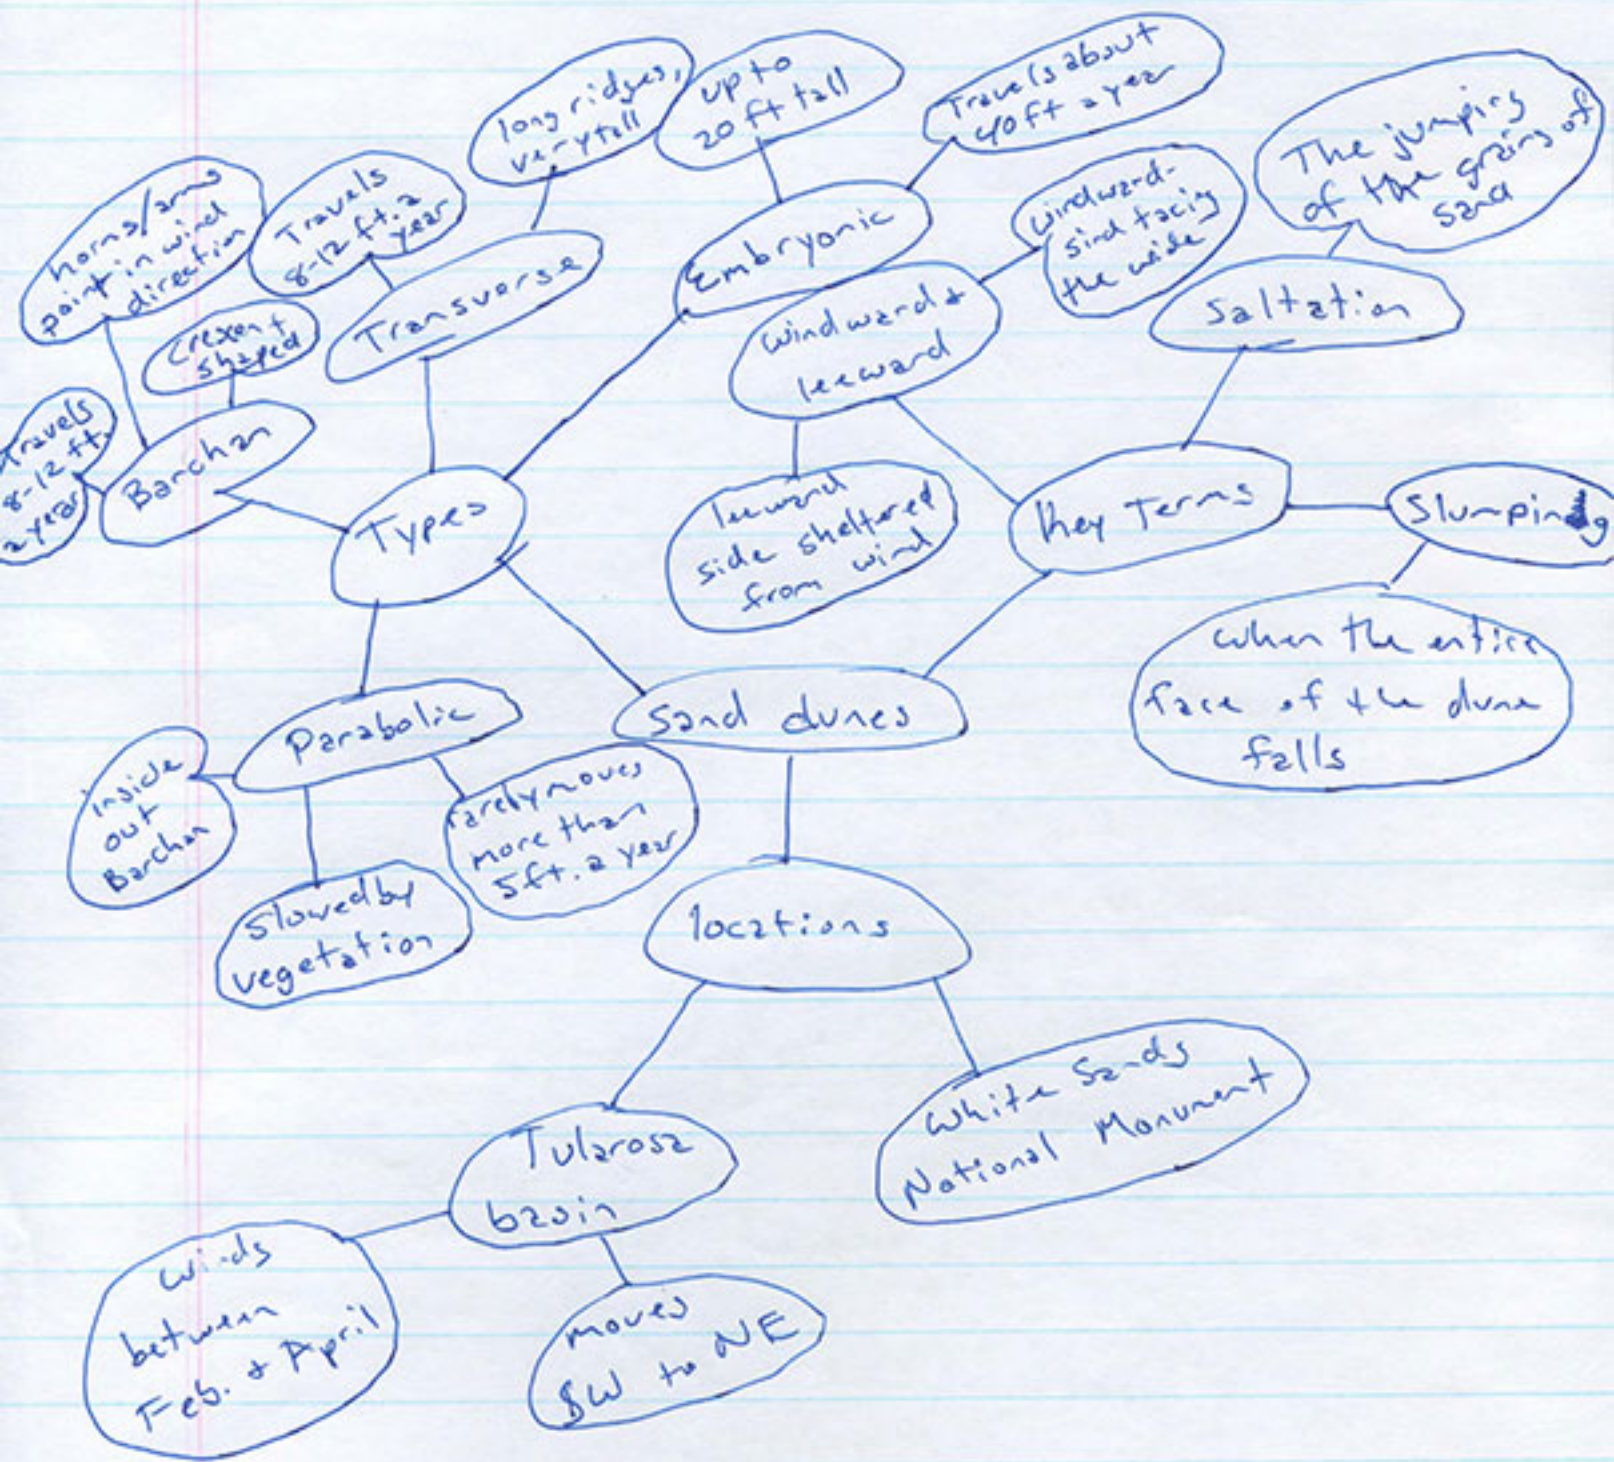 long ridges,
very tall
up to
20 ft tall
Travels about
40 ft a year
The jumping
of the grains of
sand
horns/arms
point in wind
direction
Travels
8-12 ft. a
year
windward-
facing
the
Embryonic
Transverse
Saltation
crexent
shaped
windward +
leeward
Travels
8-12 ft.
a year
Barchan
Types
leeward
side sheltered
from wind
Key Terms
Slumping
when the entire
face of the dune
falls
Parabolic
Sand dunes
inside
out
Barchan
rarely moves
more than
5 ft. a year
slowed by
vegetation
locations
Tularosa
basin
White Sands
National Monument
winds
between
Feb. + April
moves
SW to NE